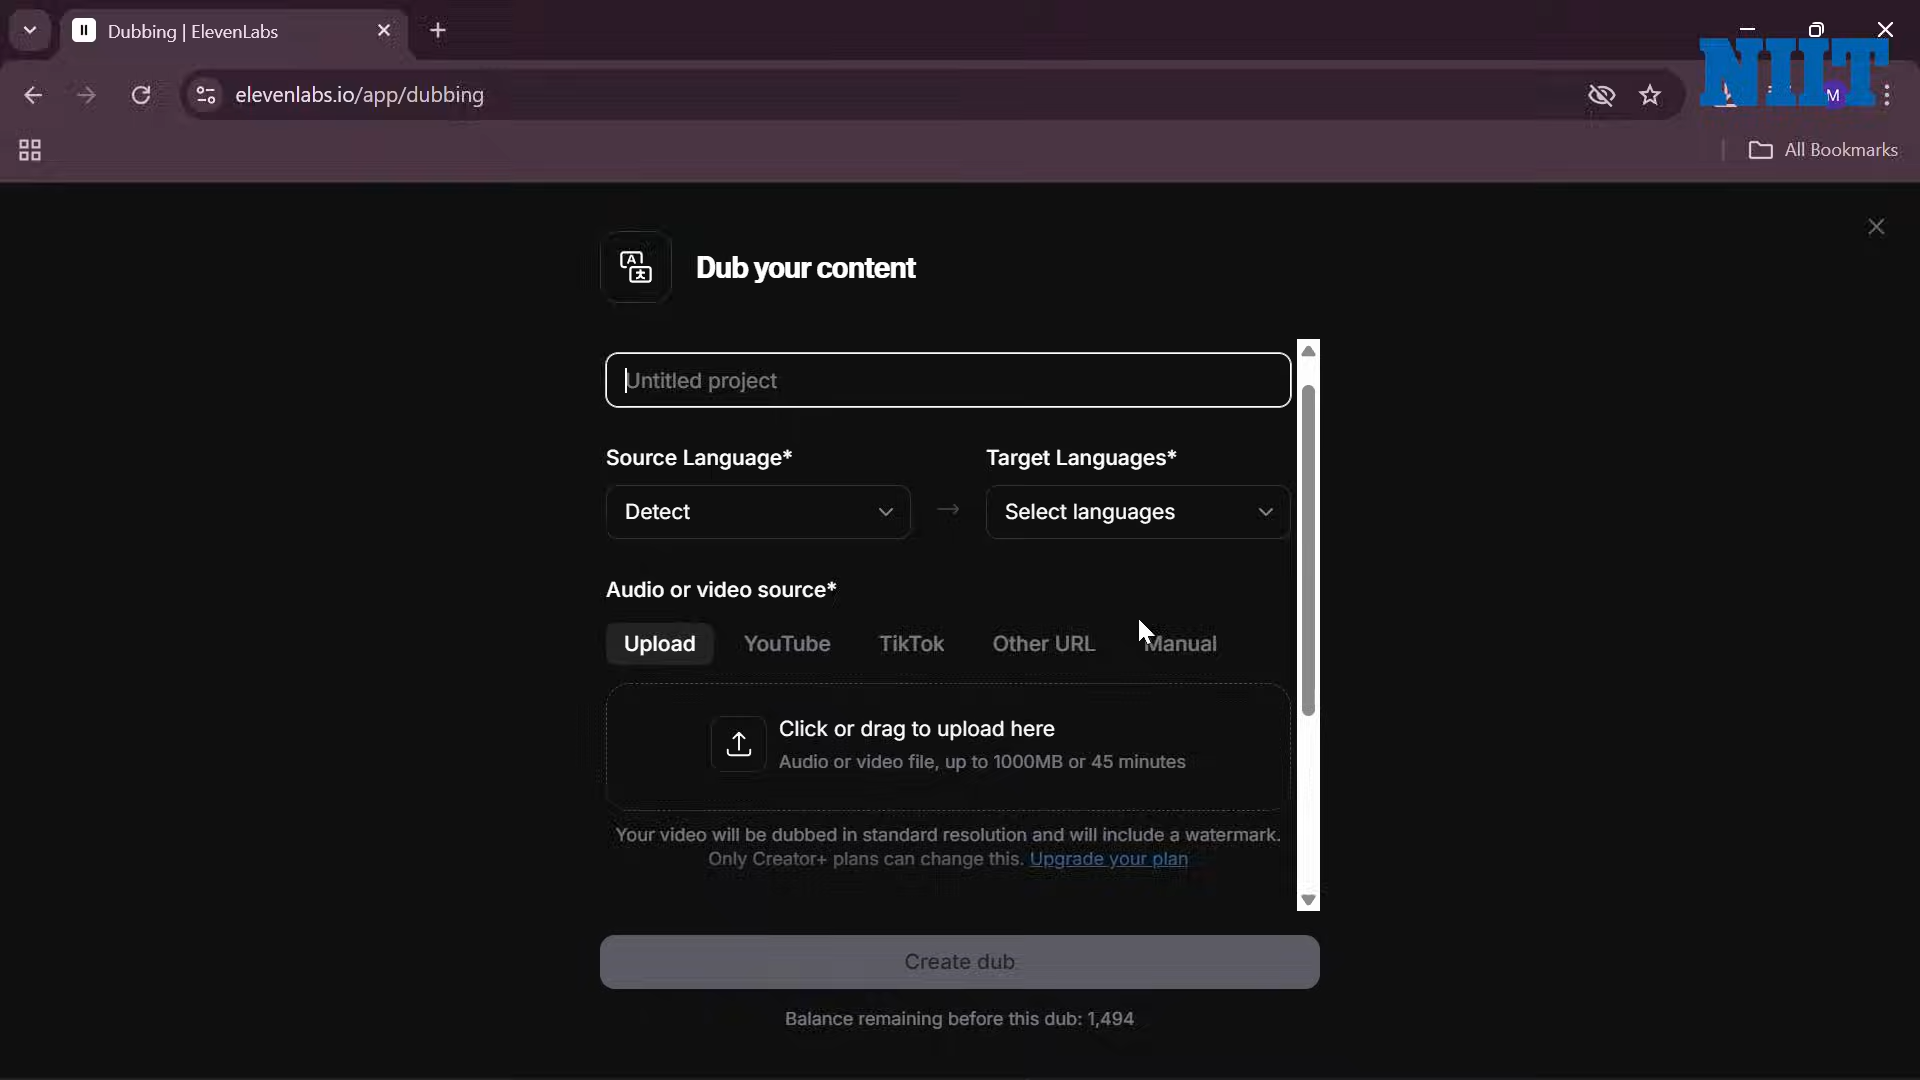 Dubbing | ElevenLabs
NIIT
elevenlabs.io/app/dubbing
M
All Bookmarks
Dub your content
Untitled project
Source Language*
Target Languages*
Detect
Select languages
Audio or video source*
Upload YouTube TikTok Other URL Manual
Click or drag to upload here
Audio or video file, up to 1000MB or 45 minutes
Your video will be dubbed in standard resolution and will include a watermark.
Only Creator+ plans can change this. Upgrade your plan
Create dub
Balance remaining before this dub: 1,494